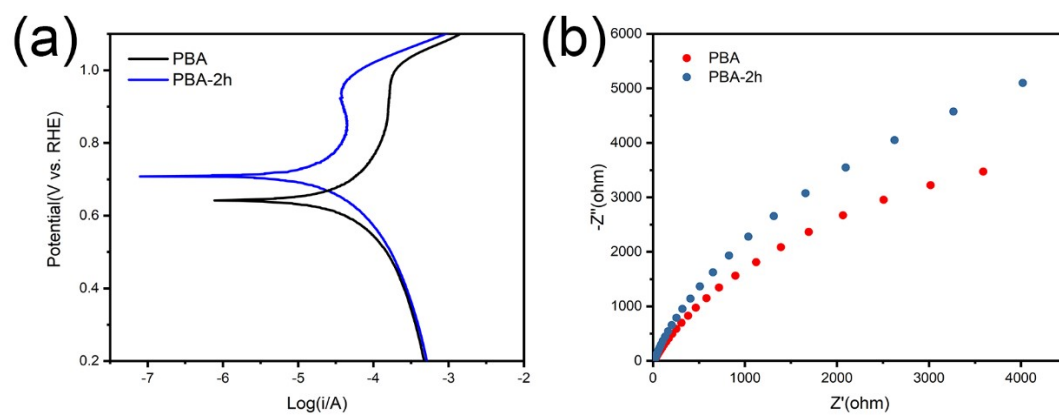 (a)
PBA
PBA-2h
Potential(V vs. RHE)
1.0
0.8
0.6
0.4
0.2
-7
-6
-5
-4
-3
-2
Log(i/A)
(b)
PBA
PBA-2h
-Z''(ohm)
6000
5000
4000
3000
2000
1000
0
0
1000
2000
3000
4000
Z'(ohm)